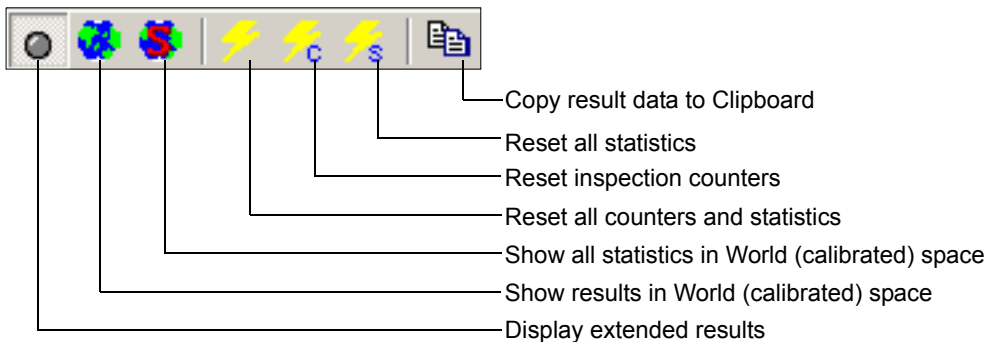 S
C
S
Copy result data to Clipboard
Reset all statistics
Reset inspection counters
Reset all counters and statistics
Show all statistics in World (calibrated) space
Show results in World (calibrated) space
Display extended results